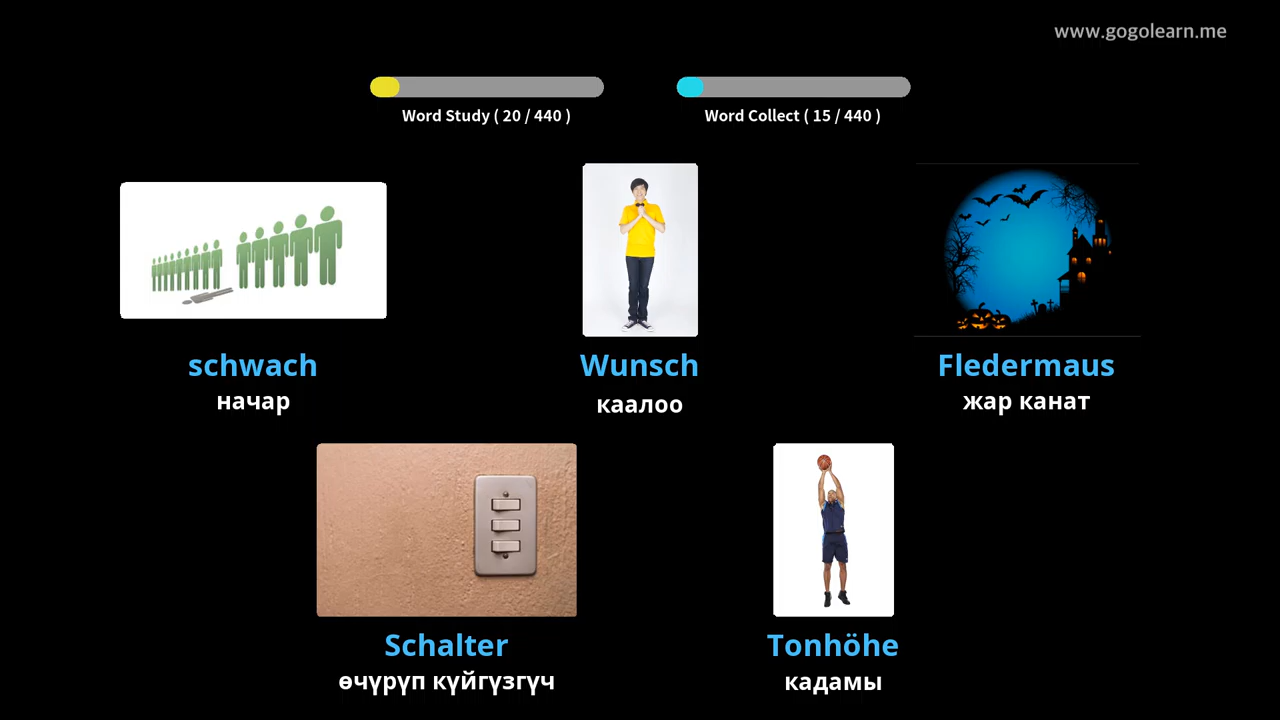 www.gogolearn.me
Word Study ( 20 / 440 )
Word Collect ( 15 / 440 )
schwach
начар
Wunsch
каалоо
Fledermaus
жар канат
Schalter
өчүрүп күйгүзгүч
Tonhöhe
кадамы